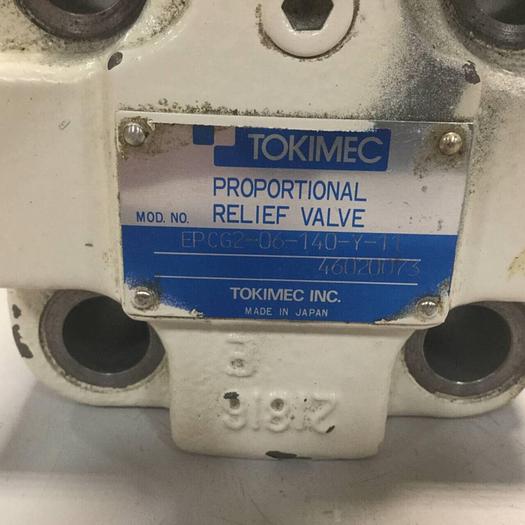 TOKIMEC
PROPORTIONAL
MOD. NO. RELIEF VALVE
EPCG2-06-140-Y-11
46020073
TOKIMEC INC.
MADE IN JAPAN